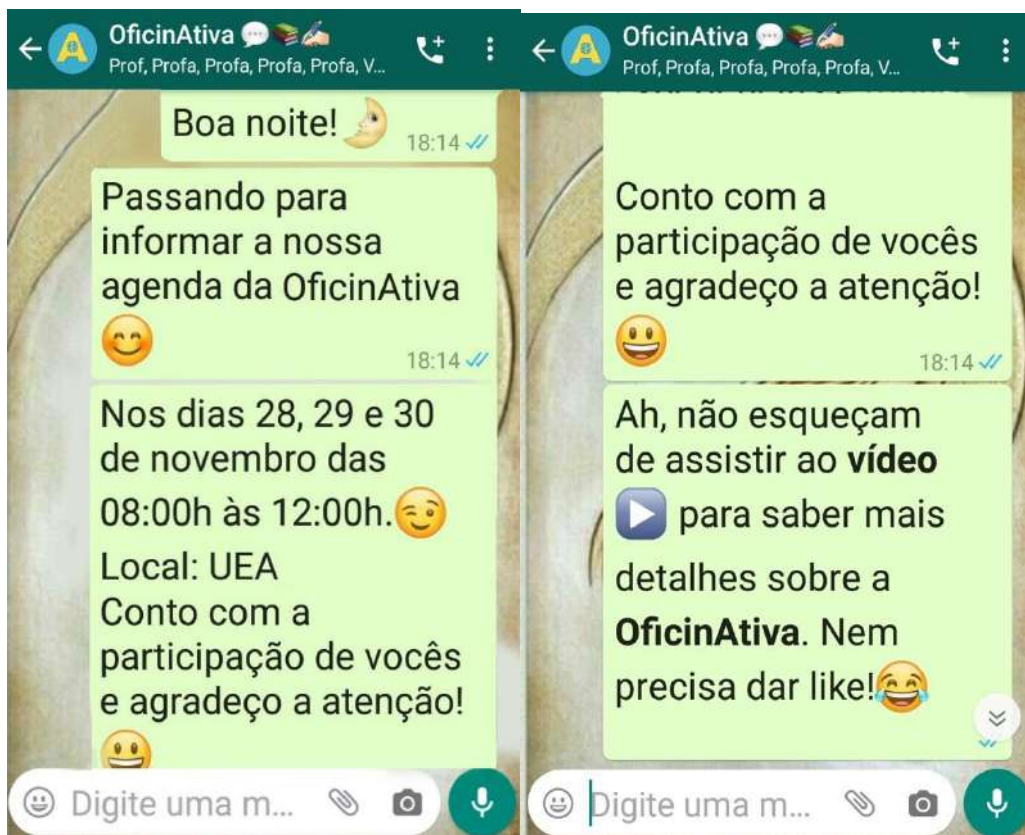 OficinAtiva 💬📚✍🏻
Prof, Profa, Profa, Profa, Profa, V...
Boa noite! 🌛
18:14
Passando para
informar a nossa
agenda da OficinAtiva
😊
18:14
Nos dias 28, 29 e 30
de novembro das
08:00h às 12:00h.😉
Local: UEA
Conto com a
participação de vocês
e agradeço a atenção!
😃
Digite uma m...
OficinAtiva 💬📚✍🏻
Prof, Profa, Profa, Profa, Profa, V...
Conto com a
participação de vocês
e agradeço a atenção!
😃
18:14
Ah, não esqueçam
de assistir ao vídeo
▶️ para saber mais
detalhes sobre a
OficinAtiva. Nem
precisa dar like!😂
Digite uma m...